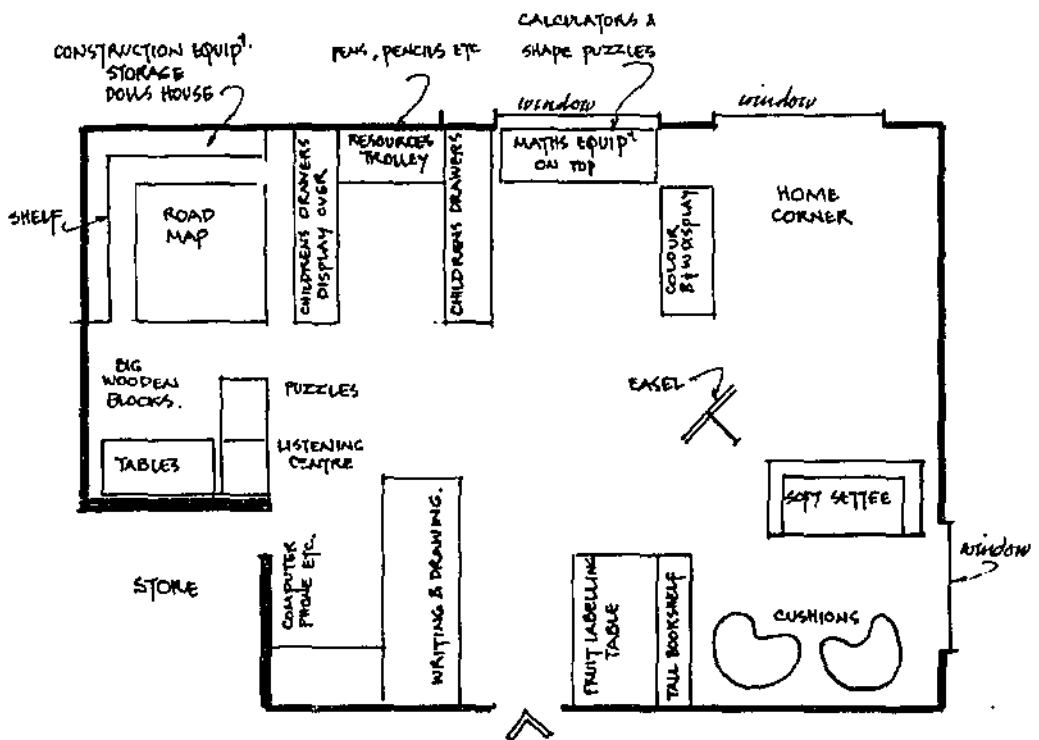 CALCULATORS &
SHAPE PUZZLES
CONSTRUCTION EQUIPT.
STORAGE
DOLLS HOUSE
PENS, PENCILS ETC
window
window
RESOURCES
TROLLEY
MATHS EQUIPT
ON TOP
CHILDRENS DRAWERS
DISPLAY OVER
CHILDRENS DRAWERS
SHELF
ROAD
MAP
COLOUR
B & W DISPLAY
HOME
CORNER
BIG
WOODEN
BLOCKS.
PUZZLES
EASEL
TABLES
LISTENING
CENTRE
SOFT SETTEE
window
STORE
COMPUTER
PHONE ETC.
WRITING & DRAWING.
FRUIT LABELLING
TABLE
TALL BOOKSHELF
CUSHIONS